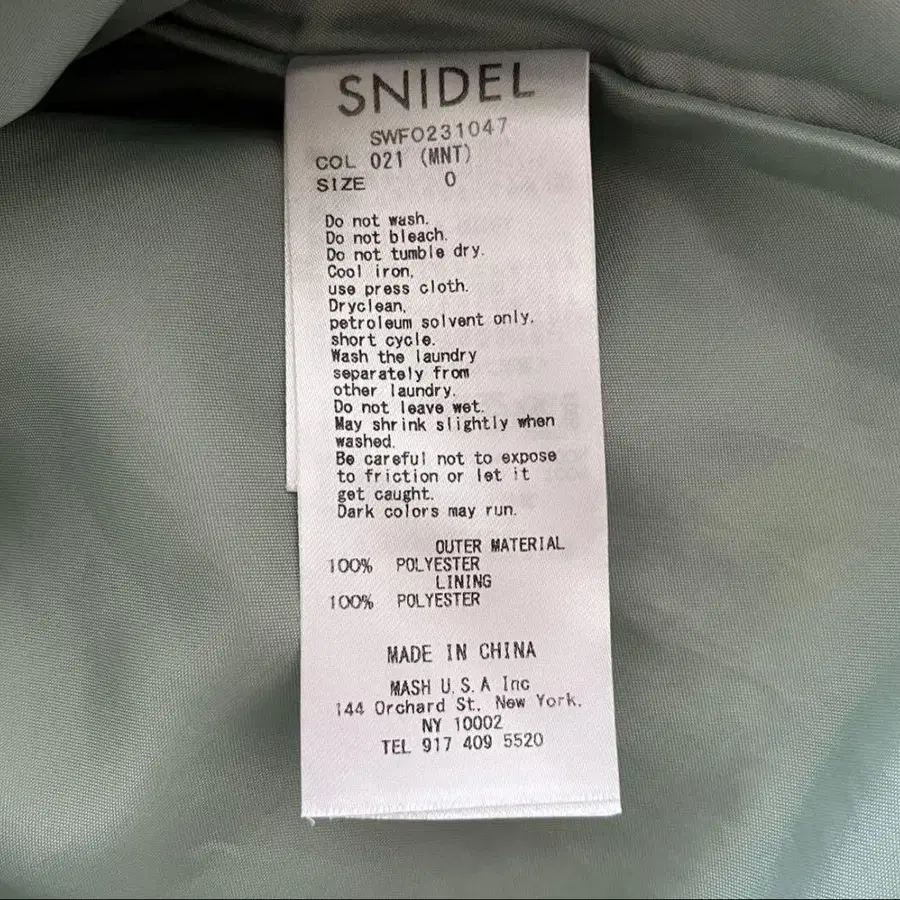 SNIDEL
SWFO231047
COL 021 (MNT)
SIZE 0
Do not wash.
Do not bleach.
Do not tumble dry.
Cool iron,
use press cloth.
Dryclean,
petroleum solvent only.
short cycle.
Wash the laundry
separately from
other laundry.
Do not leave wet.
May shrink slightly when
washed.
Be careful not to expose
to friction or let it
get caught.
Dark colors may run.
OUTER MATERIAL
100% POLYESTER
LINING
100% POLYESTER
MADE IN CHINA
MASH U.S.A Inc
144 Orchard St. New York.
NY 10002
TEL 917 409 5520